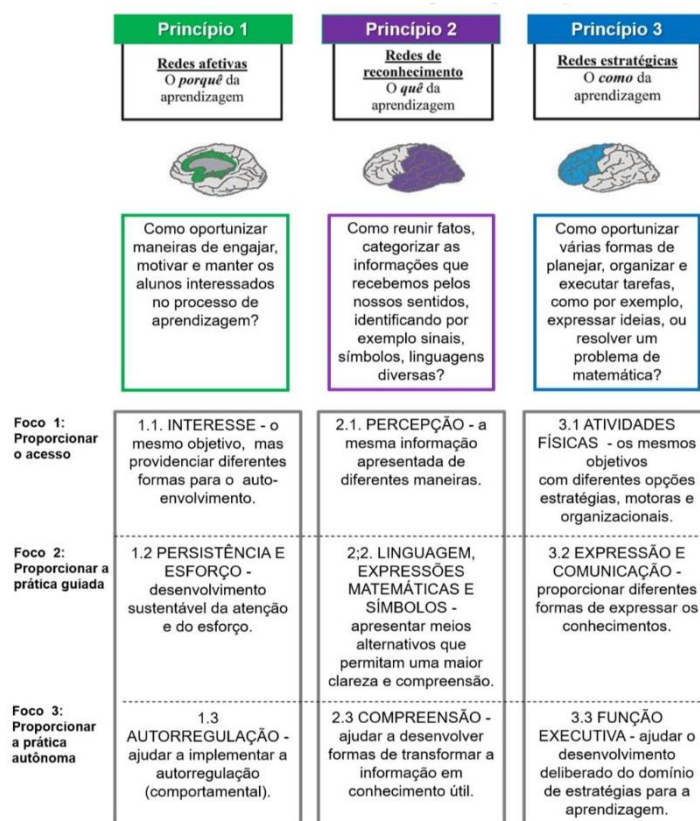 Princípio 1
Redes afetivas
O porquê da
aprendizagem
Princípio 2
Redes de
reconhecimento
O quê da
aprendizagem
Princípio 3
Redes estratégicas
O como da
aprendizagem
Como oportunizar
maneiras de engajar,
motivar e manter os
alunos interessados
no processo de
aprendizagem?
Como reunir fatos,
categorizar as
informações que
recebemos pelos
nossos sentidos,
identificando por
exemplo sinais,
símbolos, linguagens
diversas?
Como oportunizar
várias formas de
planejar, organizar e
executar tarefas,
como por exemplo,
expressar ideias, ou
resolver um
problema de
matemática?
Foco 1:
Proporcionar
o acesso
1.1. INTERESSE - o
mesmo objetivo, mas
providenciar diferentes
formas para o auto-
envolvimento.
2.1. PERCEPÇÃO - a
mesma informação
apresentada de
diferentes maneiras.
3.1 ATIVIDADES
FÍSICAS - os mesmos
objetivos
com diferentes opções
estratégias, motoras e
organizacionais.
Foco 2:
Proporcionar a
prática guiada
1.2 PERSISTÊNCIA E
ESFORÇO -
desenvolvimento
sustentável da atenção
e do esforço.
2;2. LINGUAGEM,
EXPRESSÕES
MATEMÁTICAS E
SÍMBOLOS -
apresentar meios
alternativos que
permitam uma maior
clareza e compreensão.
3.2 EXPRESSÃO E
COMUNICAÇÃO -
proporcionar diferentes
formas de expressar os
conhecimentos.
Foco 3:
Proporcionar
a prática
autônoma
1.3
AUTORREGULAÇÃO -
ajudar a implementar a
autorregulação
(comportamental).
2.3 COMPREENSÃO -
ajudar a desenvolver
formas de transformar a
informação em
conhecimento útil.
3.3 FUNÇÃO
EXECUTIVA - ajudar o
desenvolvimento
deliberado do domínio
de estratégias para a
aprendizagem.